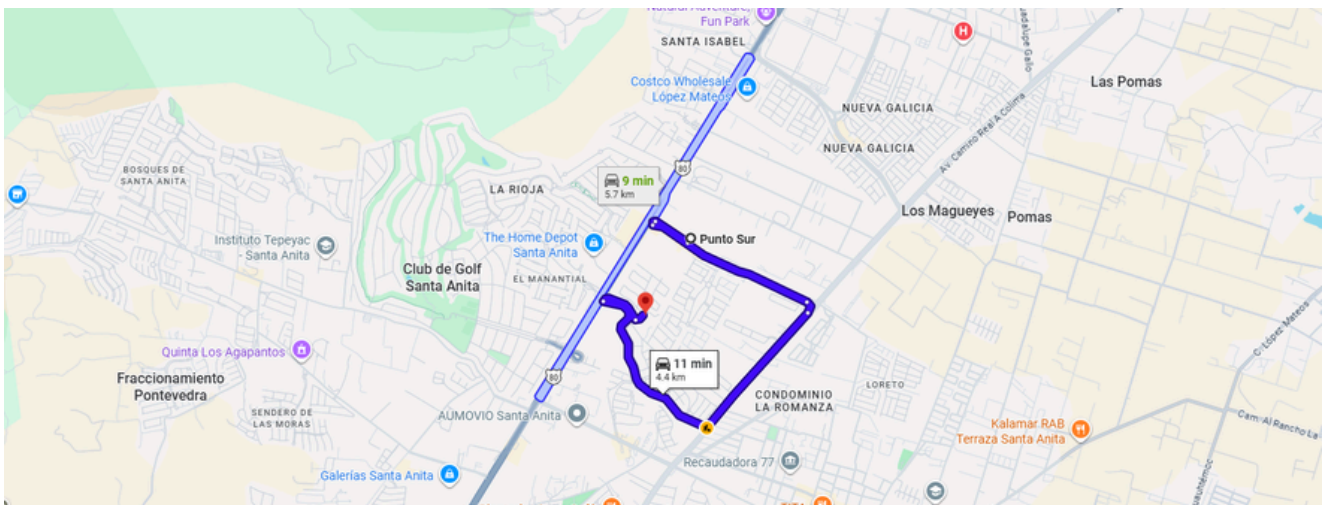 Fun Park
SANTA ISABEL
Costco Wholesale
López Mateos
H
Las Pomas
NUEVA GALICIA
NUEVA GALICIA
Av. Camino Real A Colima
BOSQUES DE
SANTA ANITA
80
9 min
5.7 km
LA RIOJA
Los Magueyes
Pomas
Instituto Tepeyac
- Santa Anita
The Home Depot
Santa Anita
Punto Sur
Club de Golf
Santa Anita
EL MANANTIAL
C. López Mateos
Quinta Los Agapantos
11 min
4.4 km
Fraccionamiento
Pontevedra
80
CONDOMINIO
LA ROMANZA
LORETO
SENDERO DE
LAS MORAS
AUMOVIO Santa Anita
Cam. Al Rancho La
Kalamar RAB
Terraza Santa Anita
Recaudadora 77
Galerías Santa Anita